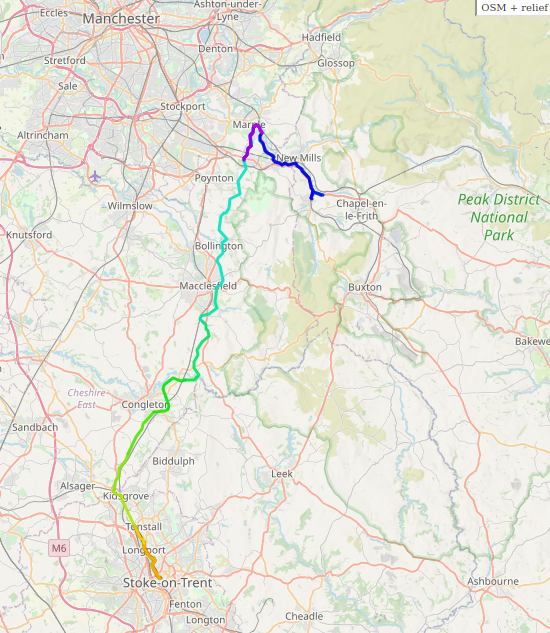 OSM + relief
Eccles
Manchester
Ashton-under-
Lyne
Hadfield
Denton
Glossop
Stretford
Sale
Stockport
Altrincham
New Mills
Poynton
Chapel-en-
le-Frith
Wilmslow
Peak District
National
Park
Knutsford
Bollington
Macclesfield
Buxton
Bakewe
Cheshire
East
Congleton
Sandbach
Biddulph
Leek
Alsager
Kidsgrove
Tunstall
M6
Longport
Stoke-on-Trent
Ashbourne
Fenton
Longton
Cheadle